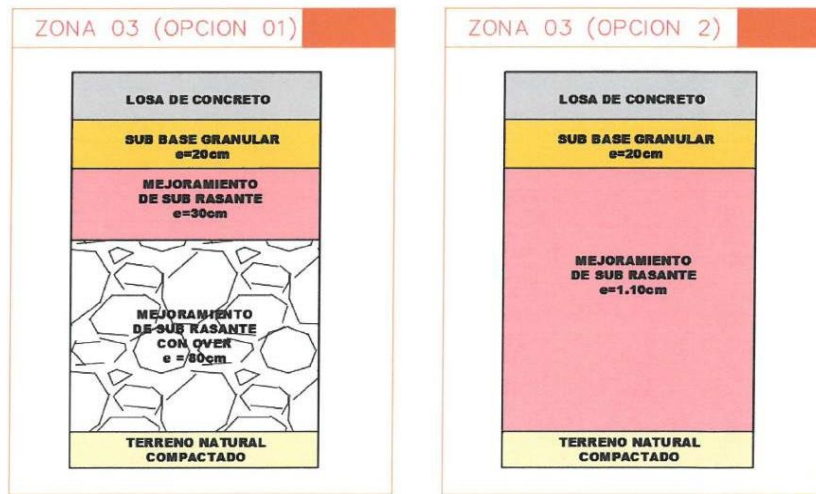 ZONA 03 (OPCION 01)
LOSA DE CONCRETO
SUB BASE GRANULAR
e=20cm
MEJORAMIENTO
DE SUB RASANTE
e=30cm
MEJORAMIENTO
DE SUB RASANTE
CON OVER
e = 80cm
TERRENO NATURAL
COMPACTADO
ZONA 03 (OPCION 2)
LOSA DE CONCRETO
SUB BASE GRANULAR
e=20cm
MEJORAMIENTO
DE SUB RASANTE
e=1.10cm
TERRENO NATURAL
COMPACTADO